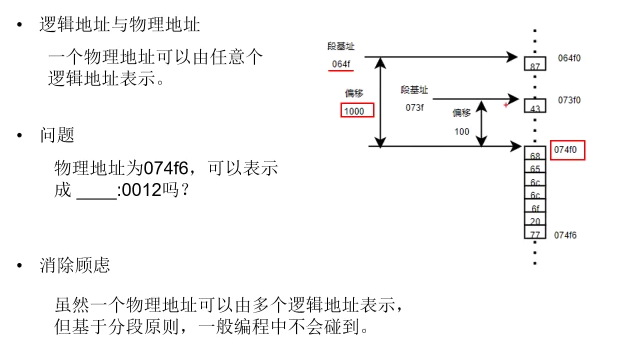 • 逻辑地址与物理地址
一个物理地址可以由任意个
逻辑地址表示。
• 问题
物理地址为074f6，可以表示
成 ____:0012吗？
• 消除顾虑
虽然一个物理地址可以由多个逻辑地址表示，
但基于分段原则，一般编程中不会碰到。
段基址
064f
偏移
1000
段基址
073f
偏移
100
87
064f0
43
073f0
68
074f0
65
6c
6c
6f
20
77
074f6